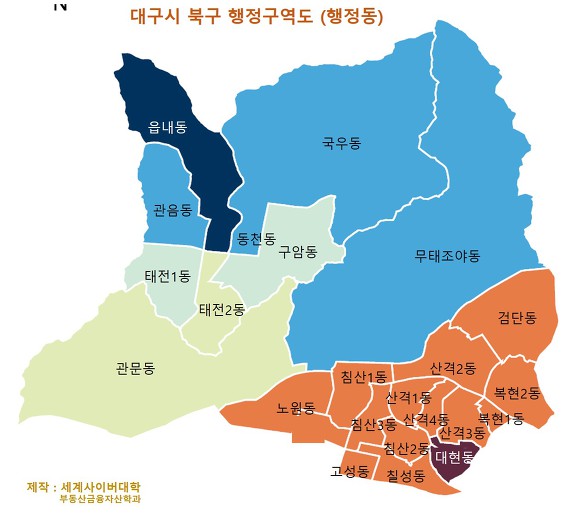 N
대구시 북구 행정구역도 (행정동)
읍내동
국우동
관음동
동천동
구암동
무태조야동
태전1동
태전2동
검단동
관문동
침산1동
산격2동
복현2동
산격1동
노원동
침산3동
산격4동
복현1동
산격3동
침산2동
대현동
고성동
칠성동
제작 : 세계사이버대학
부동산금융자산학과